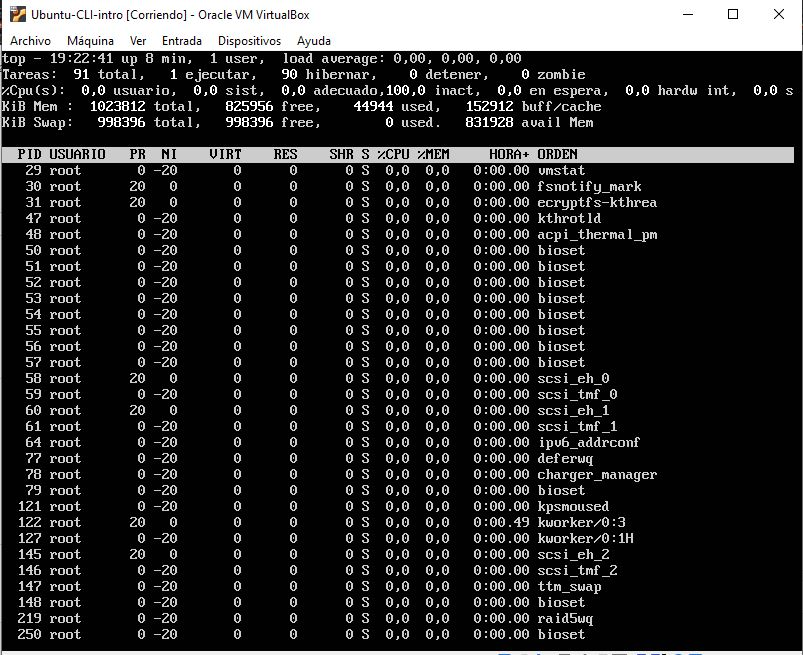 Ubuntu-CLI-intro [Corriendo] - Oracle VM VirtualBox
Archivo Máquina Ver Entrada Dispositivos Ayuda
top - 19:22:41 up 8 min, 1 user, load average: 0,00, 0,00, 0,00
Tareas: 91 total, 1 ejecutar, 90 hibernar, 0 detener, 0 zombie
%Cpu(s): 0,0 usuario, 0,0 sist, 0,0 adecuado,100,0 inact, 0,0 en espera, 0,0 hardw int, 0,0 s
KiB Mem : 1023812 total, 825956 free, 44944 used, 152912 buff/cache
KiB Swap: 998396 total, 998396 free, 0 used. 831928 avail Mem
PID USUARIO PR NI VIRT RES SHR S %CPU %MEM HORA+ ORDEN
29 root 0 -20 0 0 0 S 0,0 0,0 0:00.00 vmstat
30 root 20 0 0 0 0 S 0,0 0,0 0:00.00 fsnotify_mark
31 root 20 0 0 0 0 S 0,0 0,0 0:00.00 ecryptfs-kthrea
47 root 0 -20 0 0 0 S 0,0 0,0 0:00.00 kthrotld
48 root 0 -20 0 0 0 S 0,0 0,0 0:00.00 acpi_thermal_pm
50 root 0 -20 0 0 0 S 0,0 0,0 0:00.00 bioset
51 root 0 -20 0 0 0 S 0,0 0,0 0:00.00 bioset
52 root 0 -20 0 0 0 S 0,0 0,0 0:00.00 bioset
53 root 0 -20 0 0 0 S 0,0 0,0 0:00.00 bioset
54 root 0 -20 0 0 0 S 0,0 0,0 0:00.00 bioset
55 root 0 -20 0 0 0 S 0,0 0,0 0:00.00 bioset
56 root 0 -20 0 0 0 S 0,0 0,0 0:00.00 bioset
57 root 0 -20 0 0 0 S 0,0 0,0 0:00.00 bioset
58 root 20 0 0 0 0 S 0,0 0,0 0:00.00 scsi_eh_0
59 root 0 -20 0 0 0 S 0,0 0,0 0:00.00 scsi_tmf_0
60 root 20 0 0 0 0 S 0,0 0,0 0:00.00 scsi_eh_1
61 root 0 -20 0 0 0 S 0,0 0,0 0:00.00 scsi_tmf_1
64 root 0 -20 0 0 0 S 0,0 0,0 0:00.00 ipv6_addrconf
77 root 0 -20 0 0 0 S 0,0 0,0 0:00.00 deferwq
78 root 0 -20 0 0 0 S 0,0 0,0 0:00.00 charger_manager
79 root 0 -20 0 0 0 S 0,0 0,0 0:00.00 bioset
121 root 0 -20 0 0 0 S 0,0 0,0 0:00.00 kpsmoused
122 root 20 0 0 0 0 S 0,0 0,0 0:00.49 kworker/0:3
127 root 0 -20 0 0 0 S 0,0 0,0 0:00.00 kworker/0:1H
145 root 20 0 0 0 0 S 0,0 0,0 0:00.00 scsi_eh_2
146 root 0 -20 0 0 0 S 0,0 0,0 0:00.00 scsi_tmf_2
147 root 0 -20 0 0 0 S 0,0 0,0 0:00.00 ttm_swap
148 root 0 -20 0 0 0 S 0,0 0,0 0:00.00 bioset
219 root 0 -20 0 0 0 S 0,0 0,0 0:00.00 raid5wq
250 root 0 -20 0 0 0 S 0,0 0,0 0:00.00 bioset